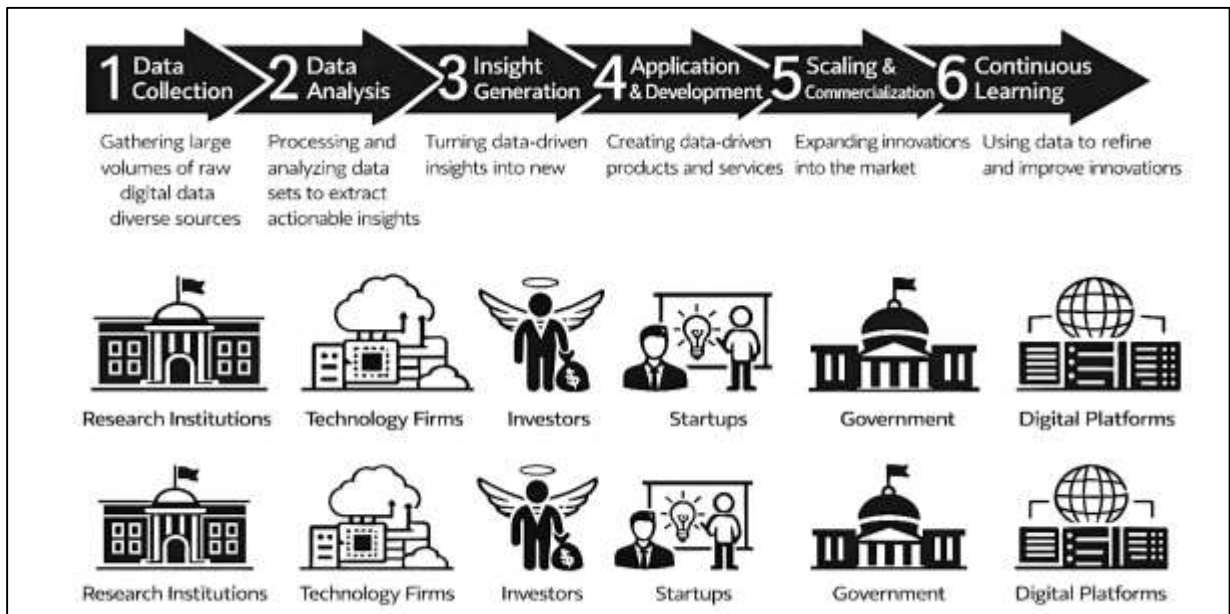 1 Data
Collection
2 Data
Analysis
3 Insight
Generation
4 Application
& Development
5 Scaling &
Commercialization
6 Continuous
Learning
Gathering large
volumes of raw
digital data
diverse sources
Processing and
analyzing data
sets to extract
actionable insights
Turning data-driven
insights into new
Creating data-driven
products and services
Expanding innovations
into the market
Using data to refine
and improve innovations
$
Research Institutions
Technology Firms
Investors
Startups
Government
Digital Platforms
$
Research Institutions
Technology Firms
Investors
Startups
Government
Digital Platforms